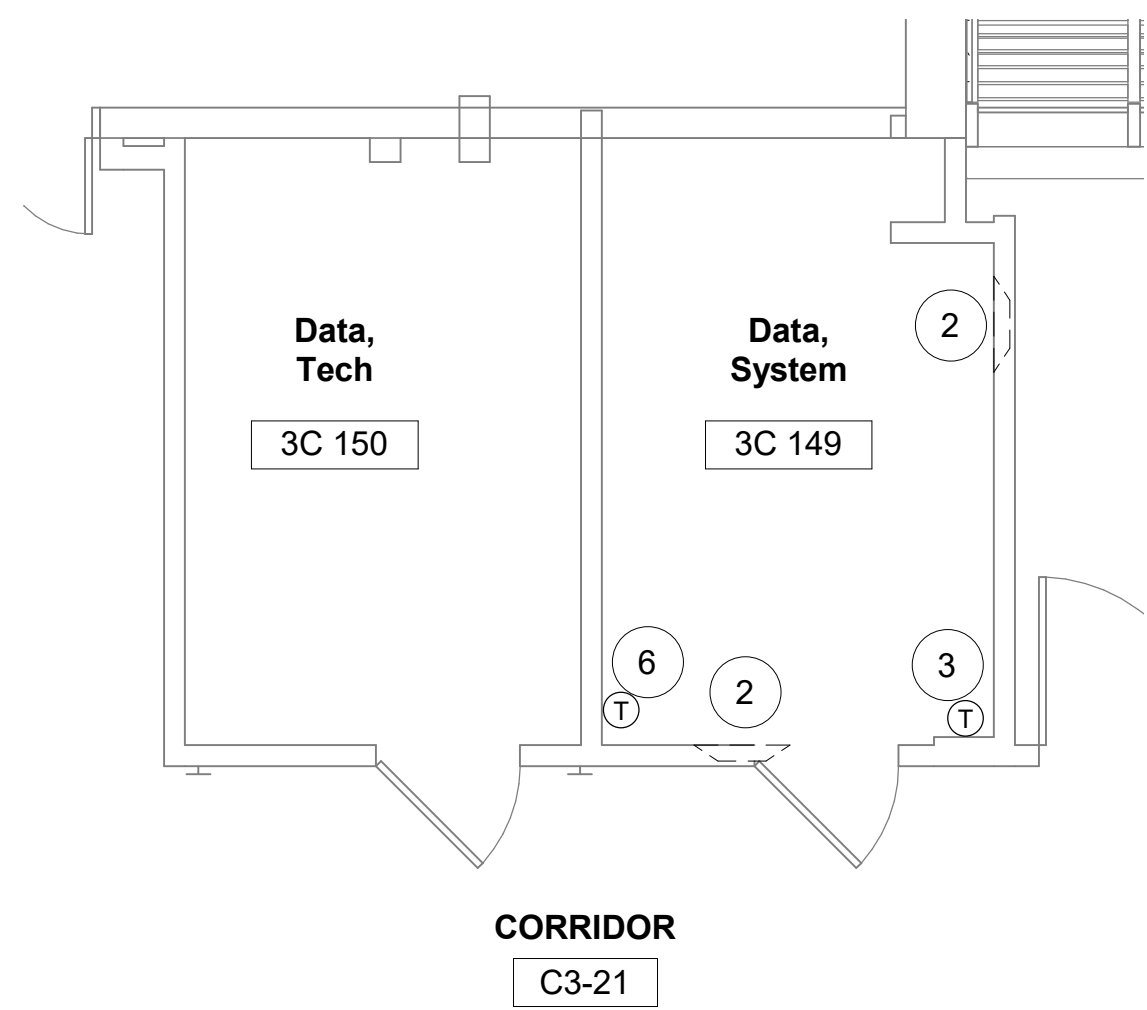 Data,
Tech
3C 150
Data,
System
3C 149
2
6
T
2
3
T
CORRIDOR
C3-21